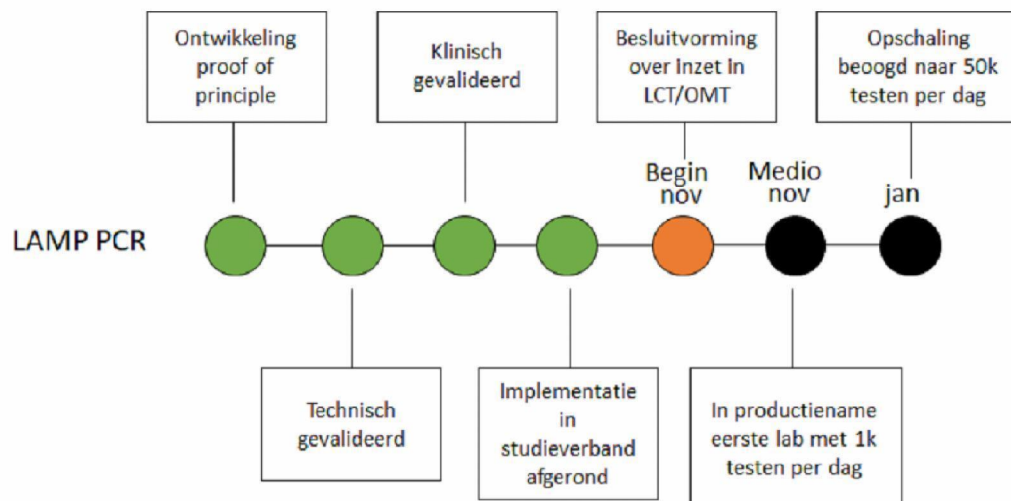 Ontwikkeling
proof of
principle
Klinisch
gevalideerd
Besluitvorming
over inzet in
LCT/OMT
Opschaling
beoogd naar 50k
testen per dag
Begin
nov
Medio
nov
jan
LAMP PCR
Technisch
gevalideerd
Implementatie
in
studieverband
afgerond
In productiename
eerste lab met 1k
testen per dag